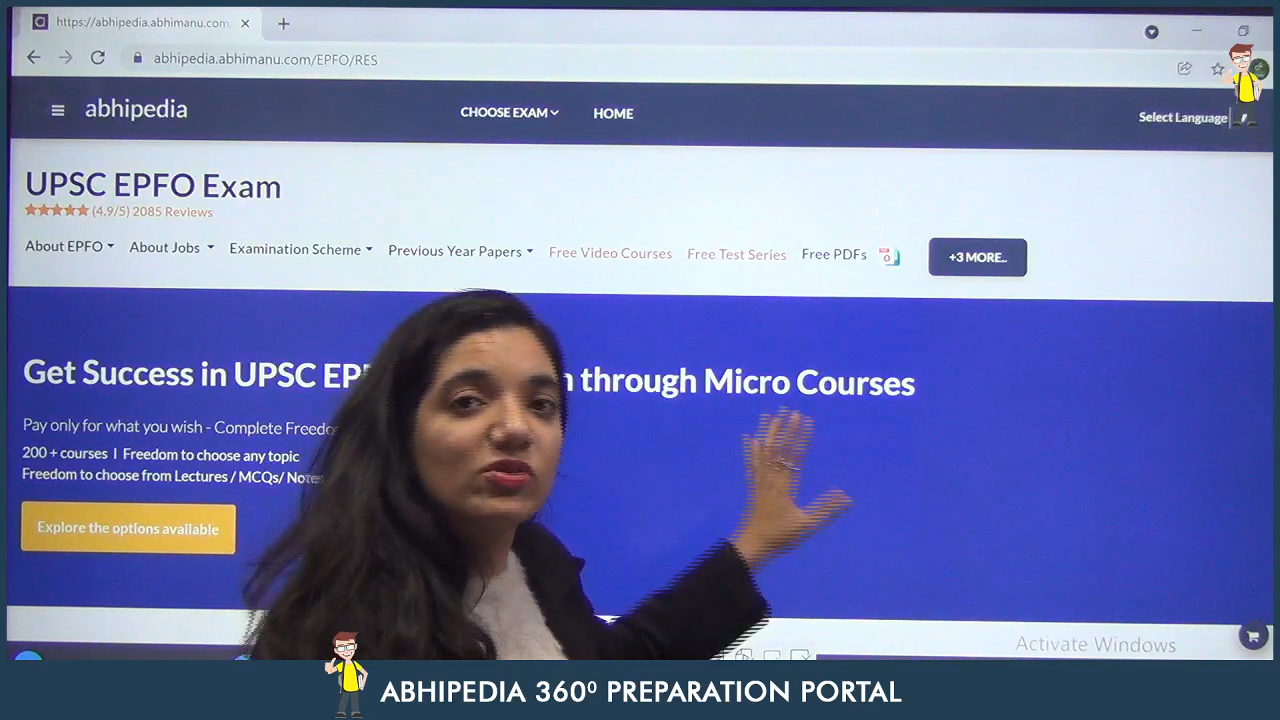 https://abhipedia.abhimanu.com
abhipedia.abhimanu.com/EPFO/RES
abhipedia
CHOOSE EXAM
HOME
Select Language
UPSC EPFO Exam
(4.9/5) 2085 Reviews
About EPFO
About Jobs
Examination Scheme
Previous Year Papers
Free Video Courses
Free Test Series
Free PDFs
+3 MORE..
Get Success in UPSC through Micro Courses
Pay only for what you wish - Complete
200 + courses I Freedom to choose any topic
Freedom to choose from Lectures / MCQs/
Explore the options available
Activate Windows
ABHIPEDIA 360⁰ PREPARATION PORTAL